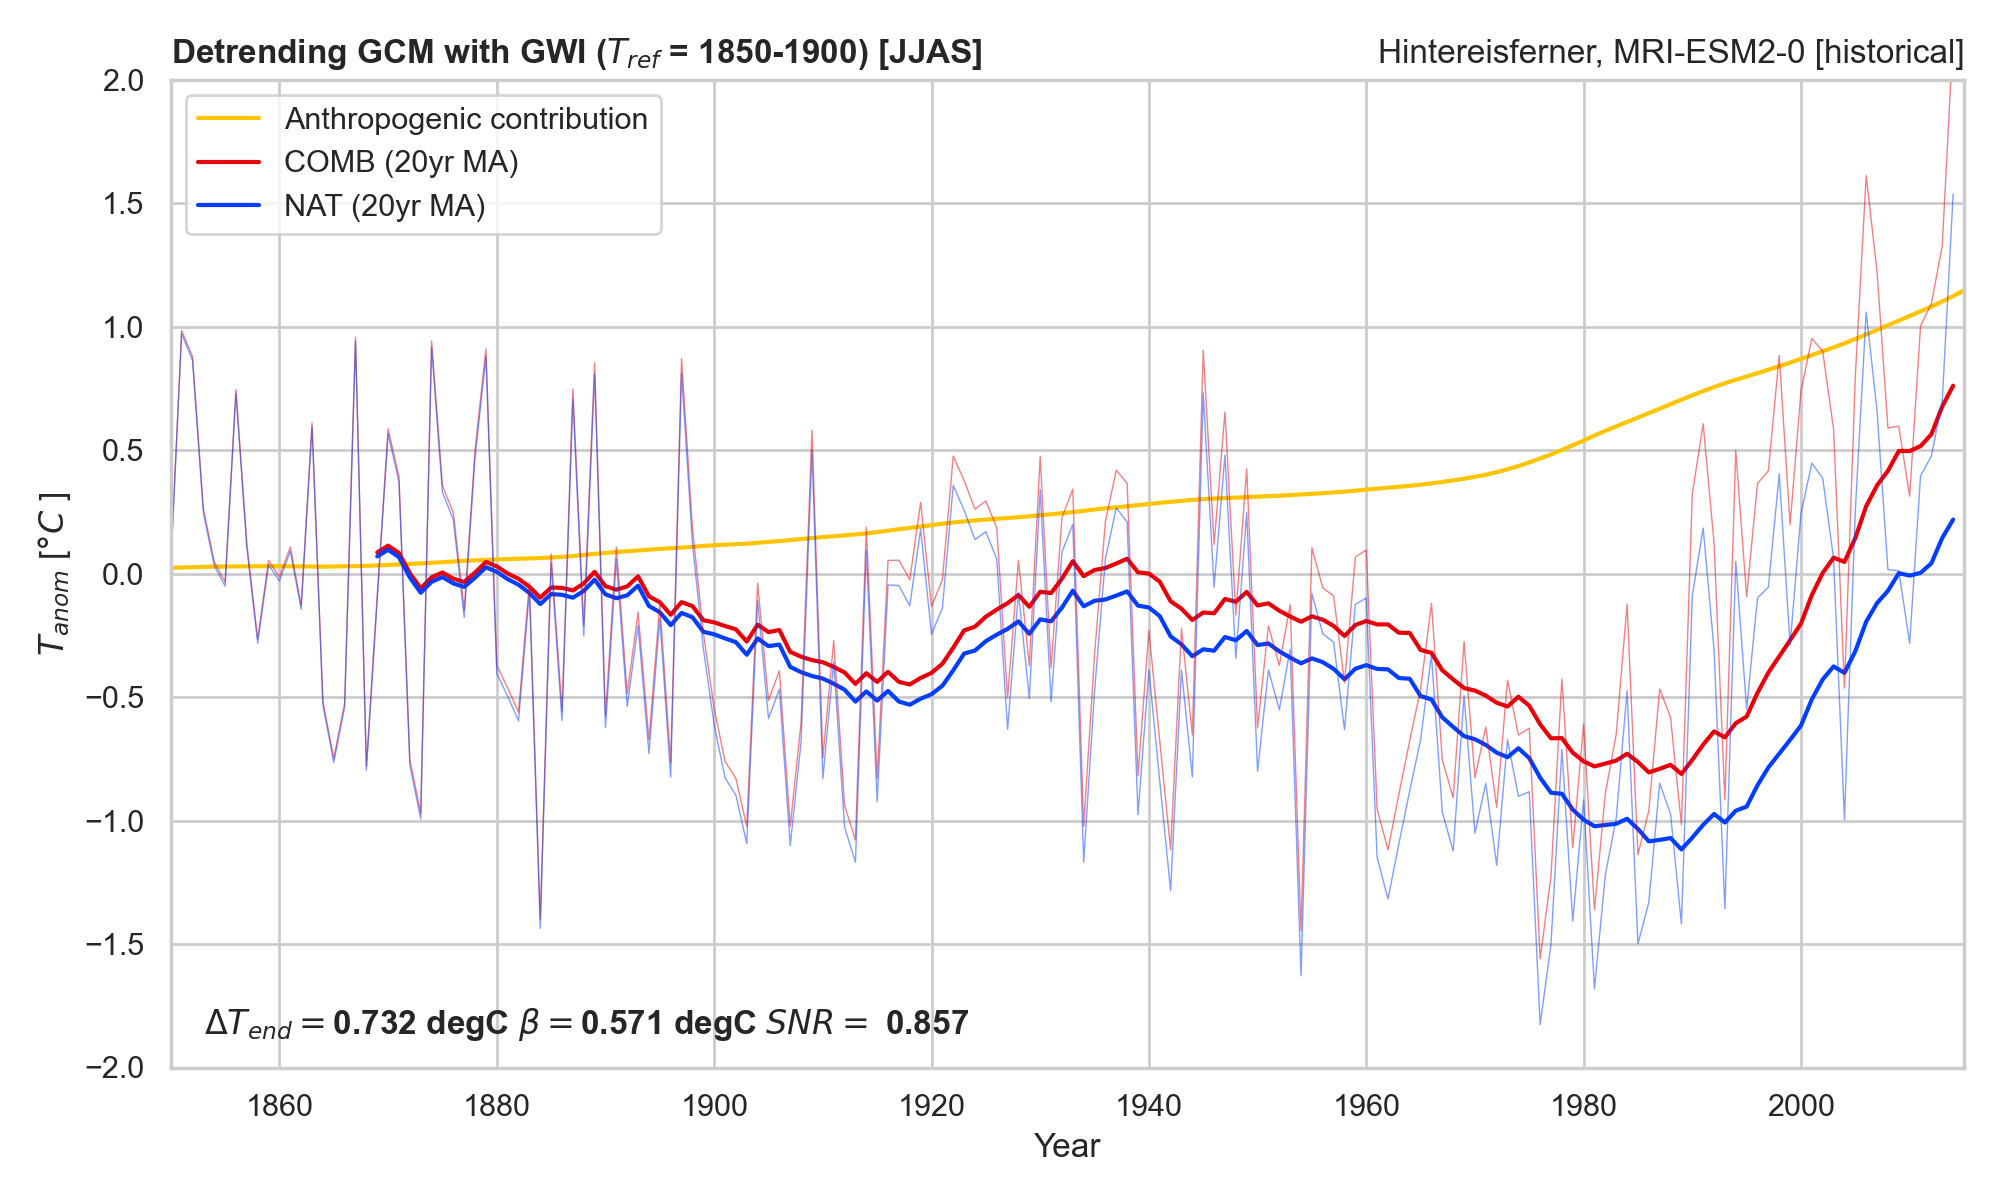 Detrending GCM with GWI (T_ref = 1850-1900) [JJAS]
Hintereisferner, MRI-ESM2-0 [historical]
Anthropogenic contribution
COMB (20yr MA)
NAT (20yr MA)
2.0
1.5
1.0
0.5
0.0
−0.5
−1.0
−1.5
−2.0
T_anom [°C]
ΔT_end = 0.732 degC β = 0.571 degC SNR = 0.857
1860 1880 1900 1920 1940 1960 1980 2000
Year